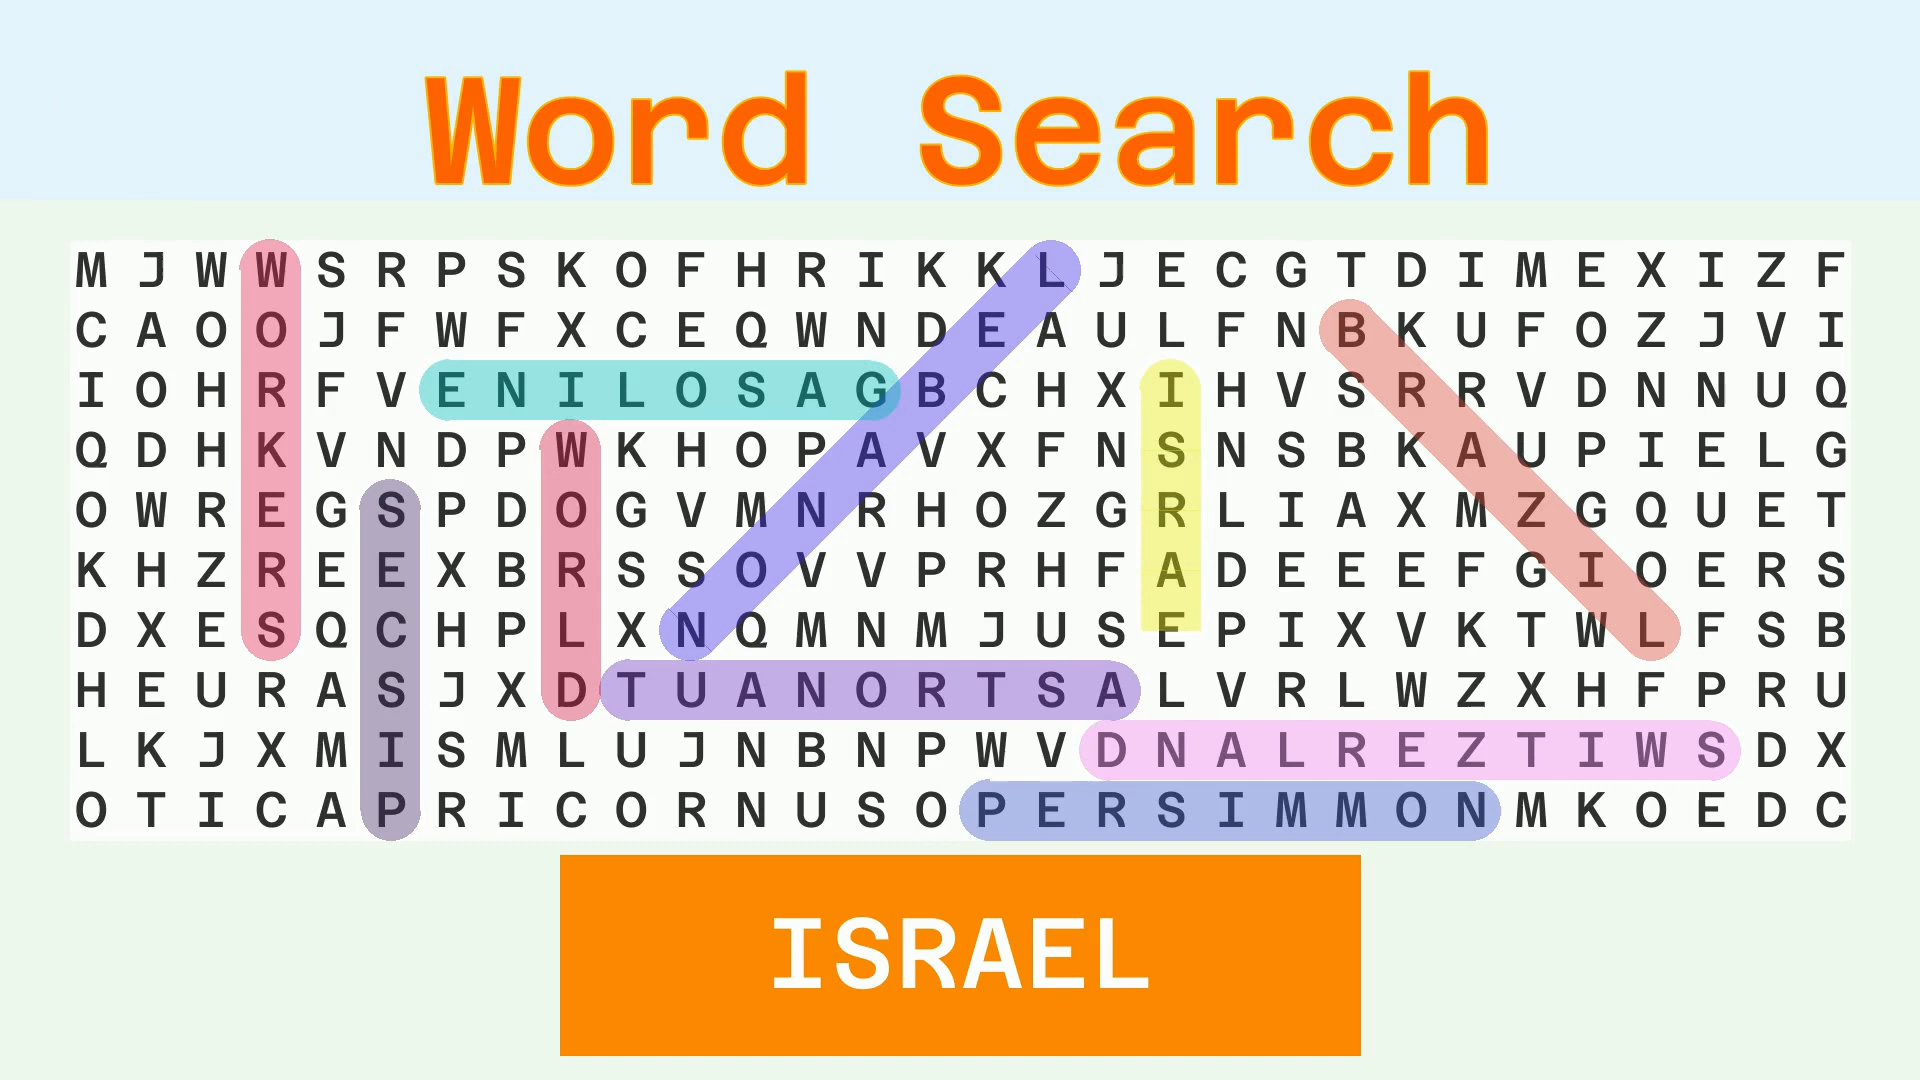 Word Search
M J W W S R P S K O F H R I K K L J E C G T D I M E X I Z F
C A O O J F W F X C E Q W N D E A U L F N B K U F O Z J V I
I O H R F V E N I L O S A G B C H X I H V S R R V D N N U Q
Q D H K V N D P W K H O P A V X F N S N S B K A U P I E L G
O W R E G S P D O G V M N R H O Z G R L I A X M Z G Q U E T
K H Z R E E X B R S S O V V P R H F A D E E E F G I O E R S
D X E S Q C H P L X N Q M N M J U S E P I X V K T W L F S B
H E U R A S J X D T U A N O R T S A L V R L W Z X H F P R U
L K J X M I S M L U J N B N P W V D N A L R E Z T I W S D X
O T I C A P R I C O R N U S O P E R S I M M O N M K O E D C
ISRAEL